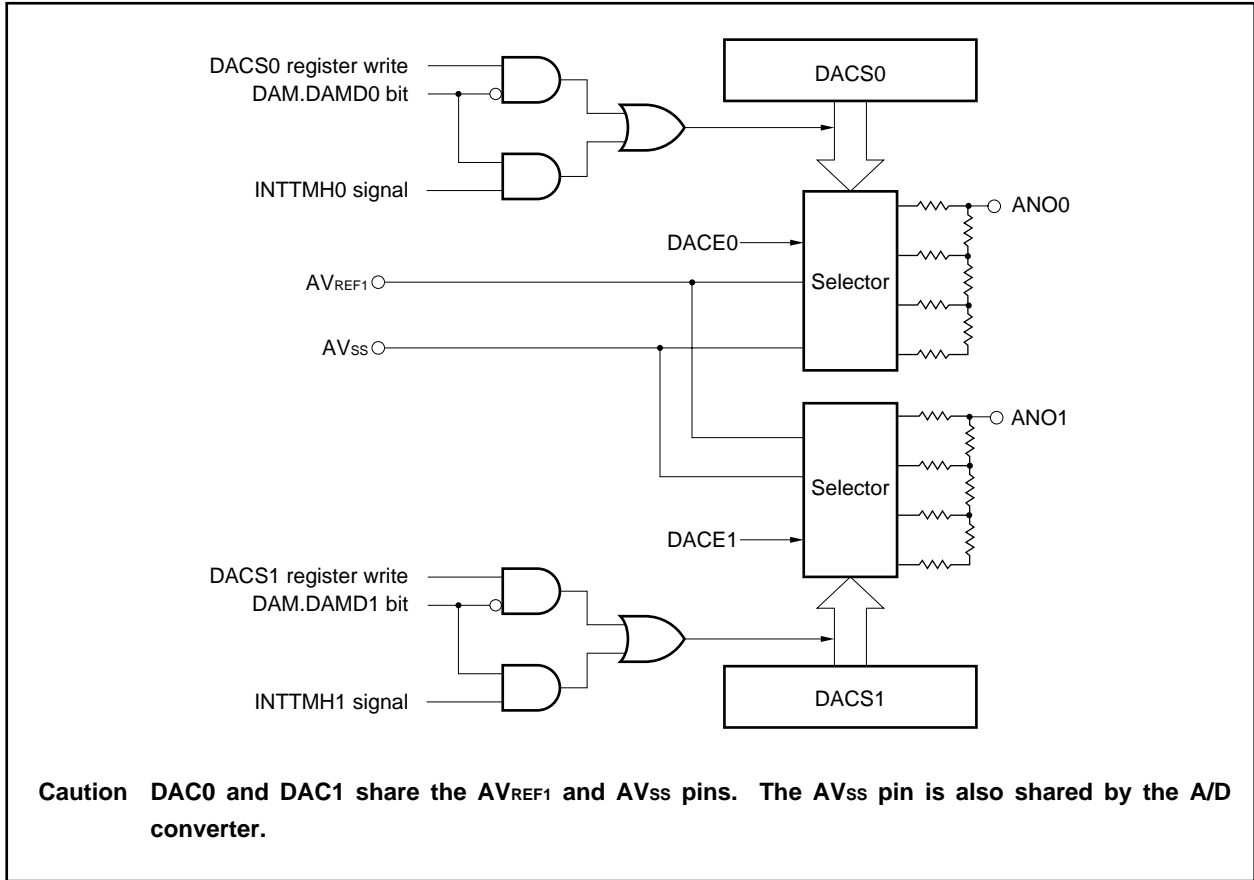 DACS0 register write
DAM.DAMD0 bit
INTTMH0 signal
DACS0
DACE0
Selector
ANO0
AVREF1
AVSS
Selector
ANO1
DACE1
DACS1 register write
DAM.DAMD1 bit
INTTMH1 signal
DACS1
Caution DAC0 and DAC1 share the AVREF1 and AVSS pins. The AVSS pin is also shared by the A/D
converter.